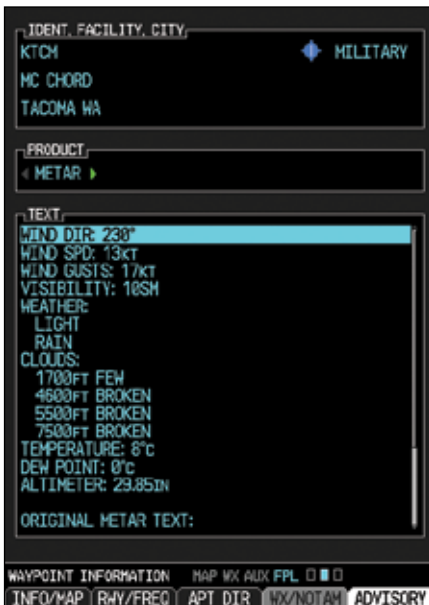 IDENT, FACILITY, CITY
KTCM MILITARY
MC CHORD
TACOMA WA
PRODUCT
METAR
TEXT
WIND DIR: 230°
WIND SPD: 13KT
WIND GUSTS: 17KT
VISIBILITY: 10SM
WEATHER:
LIGHT
RAIN
CLOUDS:
1700FT FEW
4600FT BROKEN
5500FT BROKEN
7500FT BROKEN
TEMPERATURE: 8°C
DEW POINT: 0°C
ALTIMETER: 29.85IN
ORIGINAL METAR TEXT:
WAYPOINT INFORMATION MAP WX AUX FPL
INFO/MAP RWY/FREQ APT DIR WX/NOTAM ADVISORY